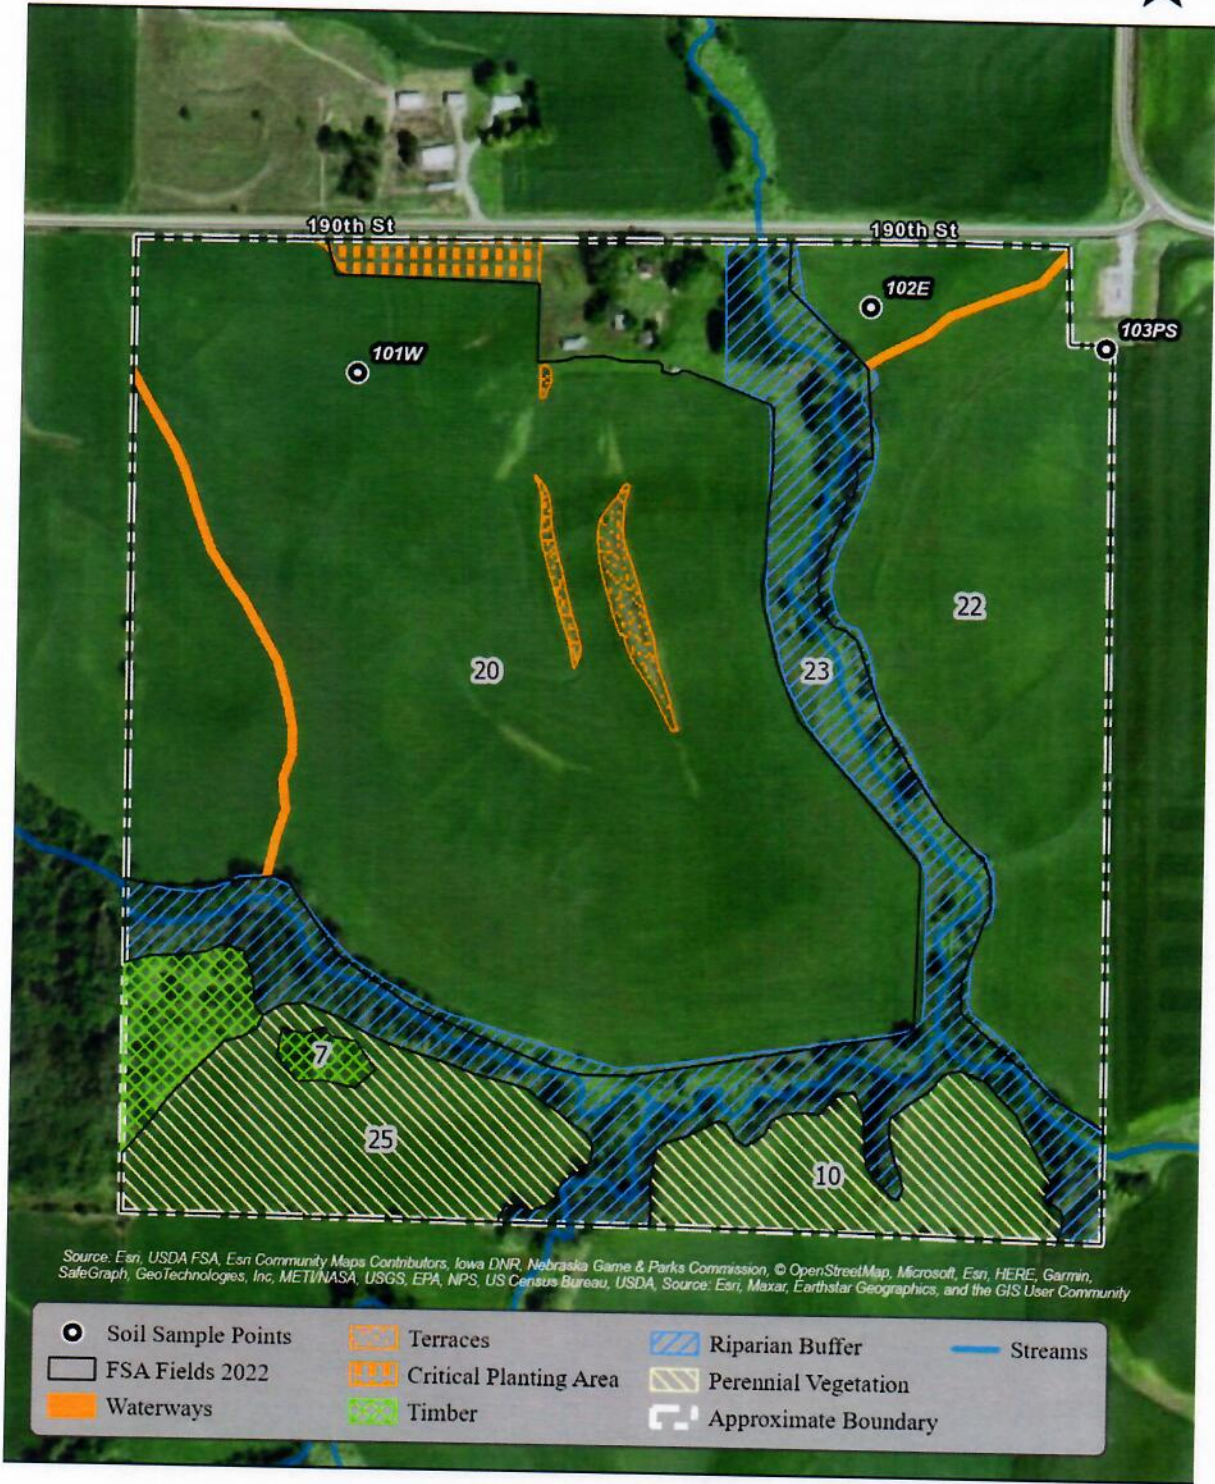 190th St
190th St
102E
103PS
101W
22
20
23
7
25
10
Source: Esri, USDA FSA, Esri Community Maps Contributors, Iowa DNR, Nebraska Game & Parks Commission, © OpenStreetMap, Microsoft, Esri, HERE, Garmin,
SafeGraph, GeoTechnologies, Inc, METI/NASA, USGS, EPA, NPS, US Census Bureau, USDA, Source: Esri, Maxar, Earthstar Geographics, and the GIS User Community
Soil Sample Points
FSA Fields 2022
Waterways
Terraces
Critical Planting Area
Timber
Riparian Buffer
Perennial Vegetation
Approximate Boundary
Streams